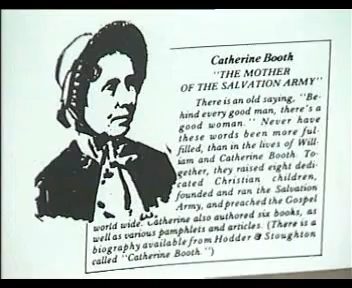 Catherine Booth
"THE MOTHER
OF THE SALVATION ARMY"
There is an old saying, "Be-
hind every good man, there's a
good woman." Never have
these words been more ful-
filled, than in the lives of Will-
iam and Catherine Booth. To-
gether, they raised eight dedi-
cated Christian children,
founded and ran the Salvation
Army, and preached the Gospel
world wide. Catherine also authored six books, as
well as various pamphlets and articles. (There is a
biography available from Hodder & Stoughton
called "Catherine Booth.")